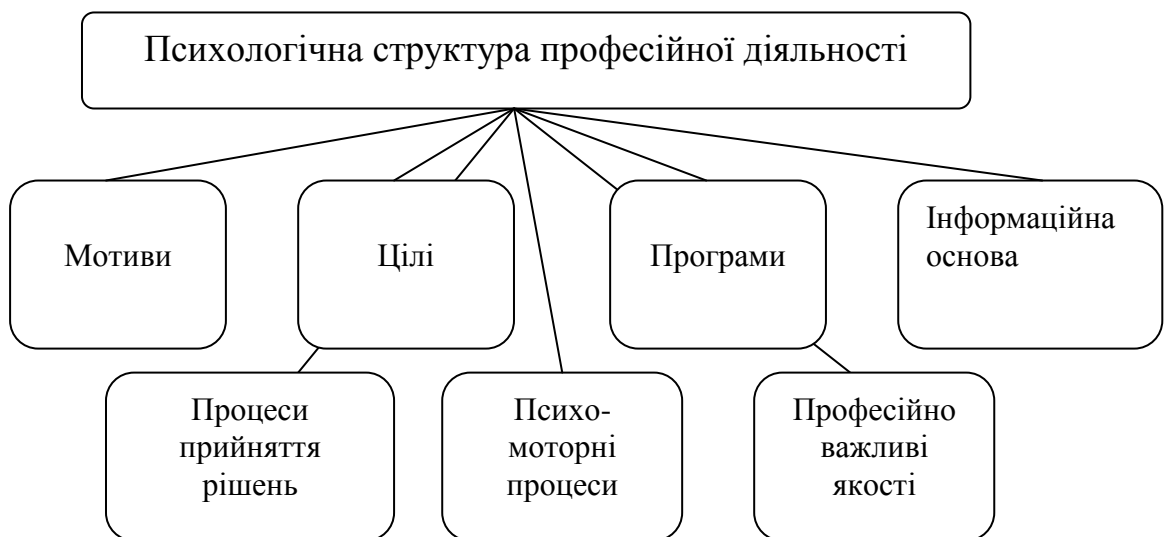 Психологічна структура професійної діяльності
Мотиви
Цілі
Програми
Інформаційна
основа
Процеси
прийняття
рішень
Психо-
моторні
процеси
Професійно
важливі
якості